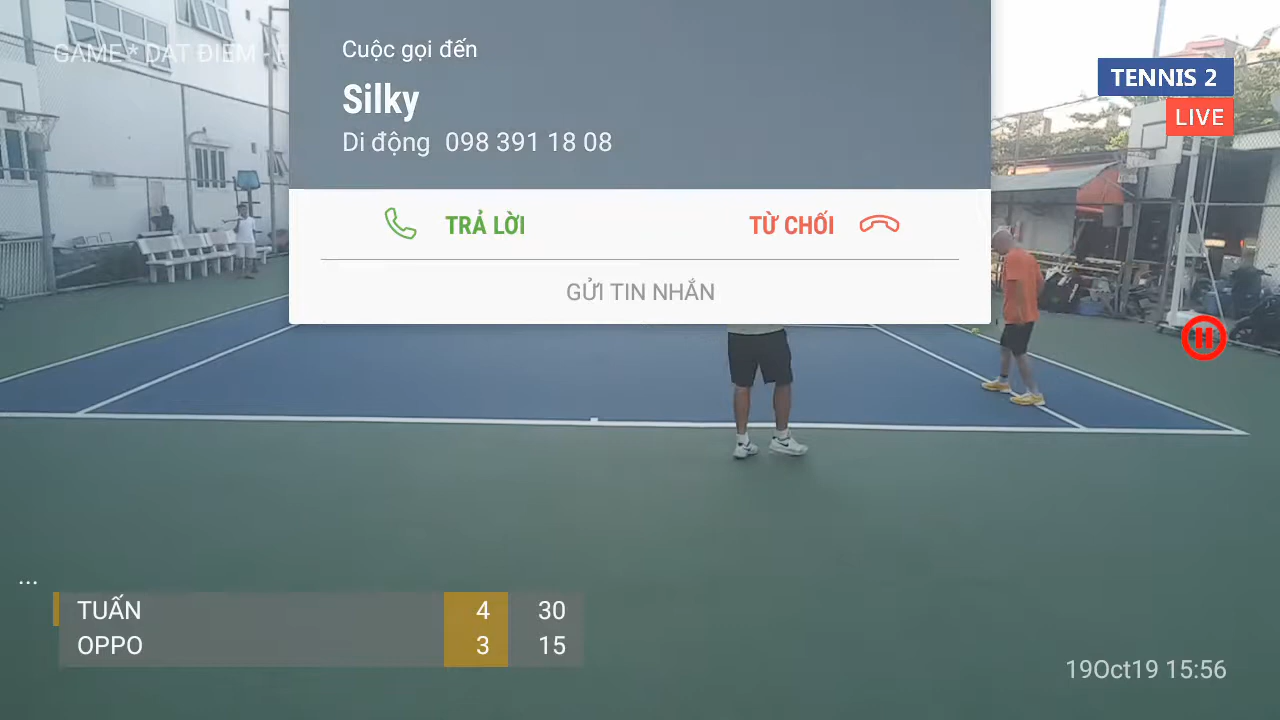 GAME * DAT ĐIEM -
Cuộc gọi đến
Silky
Di động 098 391 18 08
TRẢ LỜI
TỪ CHỐI
GỬI TIN NHẮN
TENNIS 2
LIVE
...
TUẤN 4 30
OPPO 3 15
19Oct19 15:56